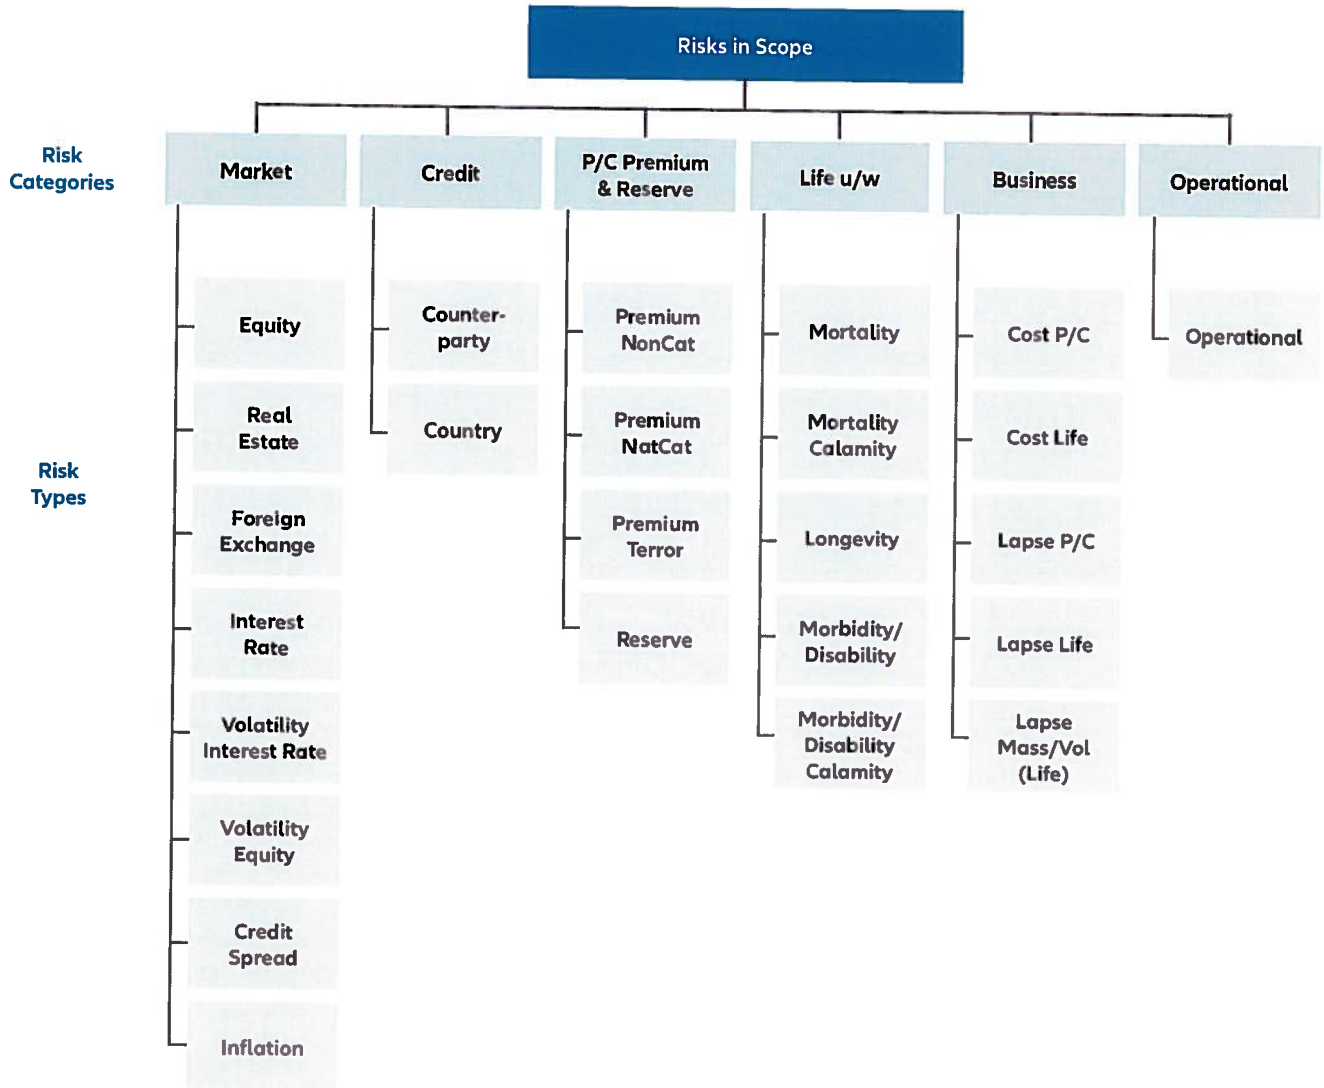 Risks in Scope
Risk
Categories
Market
Credit
P/C Premium
& Reserve
Life u/w
Business
Operational
Risk
Types
Equity
Real
Estate
Foreign
Exchange
Interest
Rate
Volatility
Interest Rate
Volatility
Equity
Credit
Spread
Inflation
Counter-
party
Country
Premium
NonCat
Premium
NatCat
Premium
Terror
Reserve
Mortality
Mortality
Calamity
Longevity
Morbidity/
Disability
Morbidity/
Disability
Calamity
Cost P/C
Cost Life
Lapse P/C
Lapse Life
Lapse
Mass/Vol
(Life)
Operational